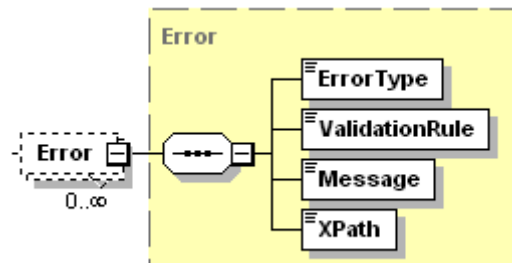 Error
ErrorType
ValidationRule
Error
Message
0..∞
XPath